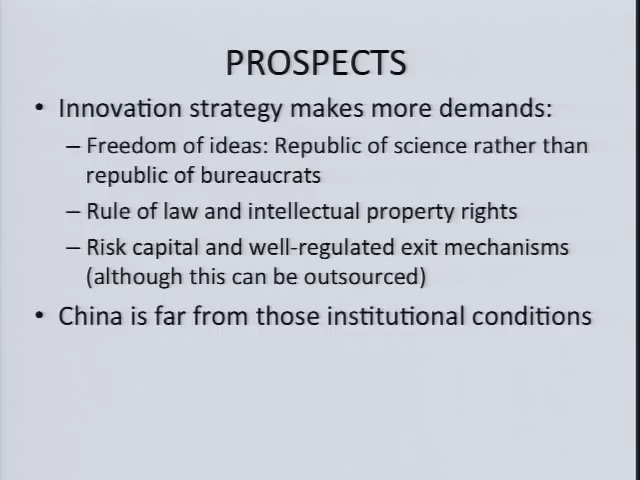 PROSPECTS
• Innovation strategy makes more demands:
– Freedom of ideas: Republic of science rather than
republic of bureaucrats
– Rule of law and intellectual property rights
– Risk capital and well-regulated exit mechanisms
(although this can be outsourced)
• China is far from those institutional conditions